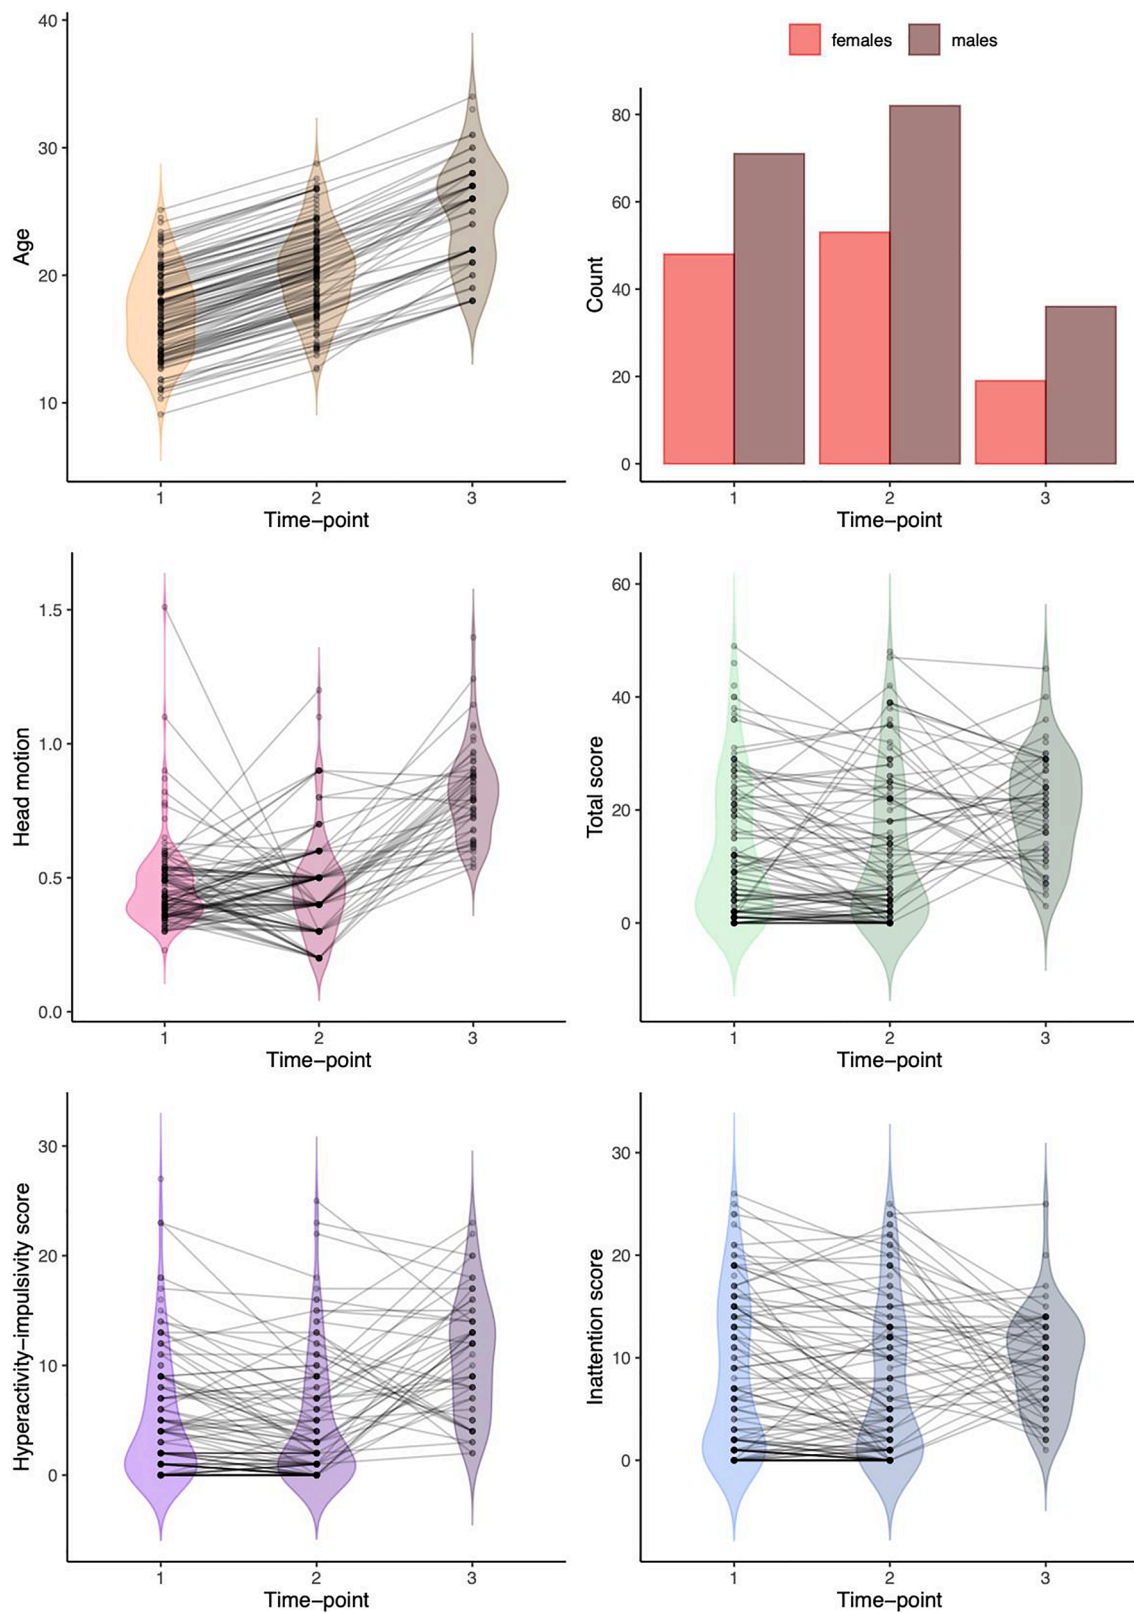 40
30
20
10
Age
1 2 3
Time−point
females males
80
60
40
20
0
Count
1 2 3
Time−point
1.5
1.0
0.5
0.0
Head motion
1 2 3
Time−point
60
40
20
0
Total score
1 2 3
Time−point
30
20
10
0
Hyperactivity−impulsivity score
1 2 3
Time−point
30
20
10
0
Inattention score
1 2 3
Time−point